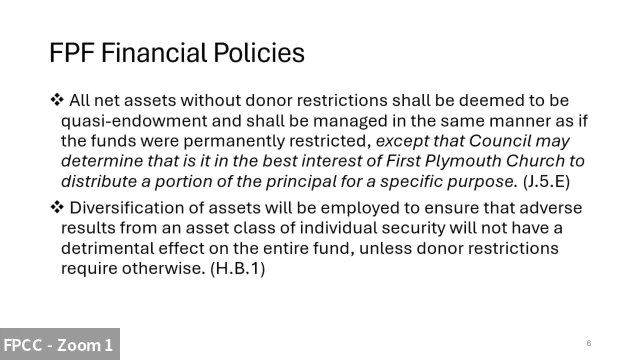 FPF Financial Policies
❖ All net assets without donor restrictions shall be deemed to be
quasi-endowment and shall be managed in the same manner as if
the funds were permanently restricted, except that Council may
determine that is it in the best interest of First Plymouth Church to
distribute a portion of the principal for a specific purpose. (J.5.E)
❖ Diversification of assets will be employed to ensure that adverse
results from an asset class of individual security will not have a
detrimental effect on the entire fund, unless donor restrictions
require otherwise. (H.B.1)
FPCC - Zoom 1
6